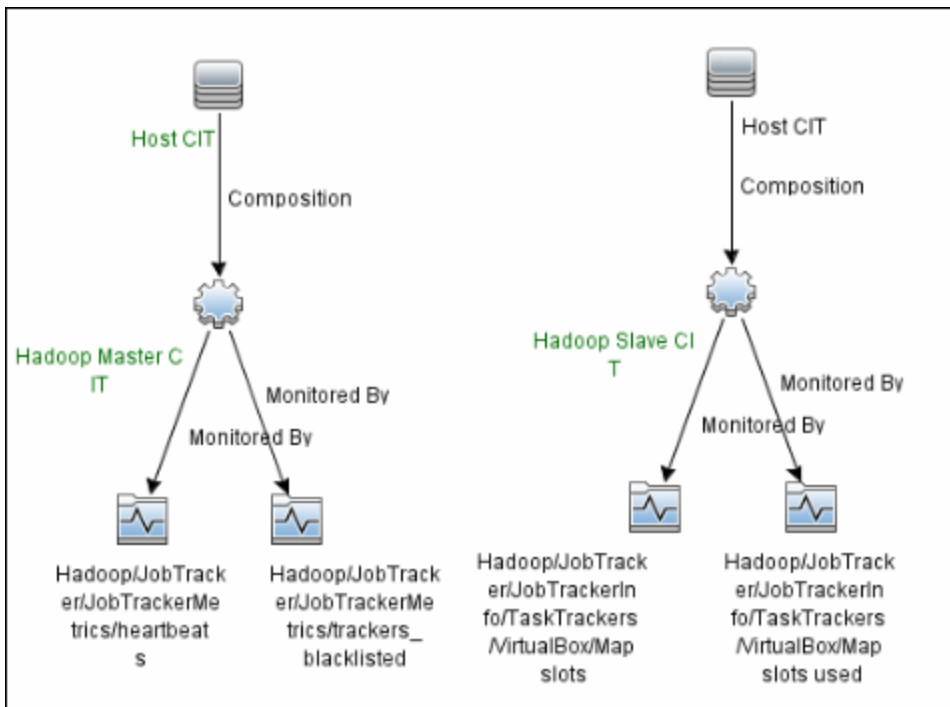 Host CIT
Composition
Hadoop Master C
IT
Monitored By
Monitored By
Hadoop/JobTrack
er/JobTrackerMe
trics/heartbeat
s
Hadoop/JobTrack
er/JobTrackerMe
trics/trackers_
blacklisted
Host CIT
Composition
Hadoop Slave CI
T
Monitored By
Monitored By
Hadoop/JobTrack
er/JobTrackerIn
fo/TaskTrackers
/VirtualBox/Map
slots
Hadoop/JobTrack
er/JobTrackerIn
fo/TaskTrackers
/VirtualBox/Map
slots used